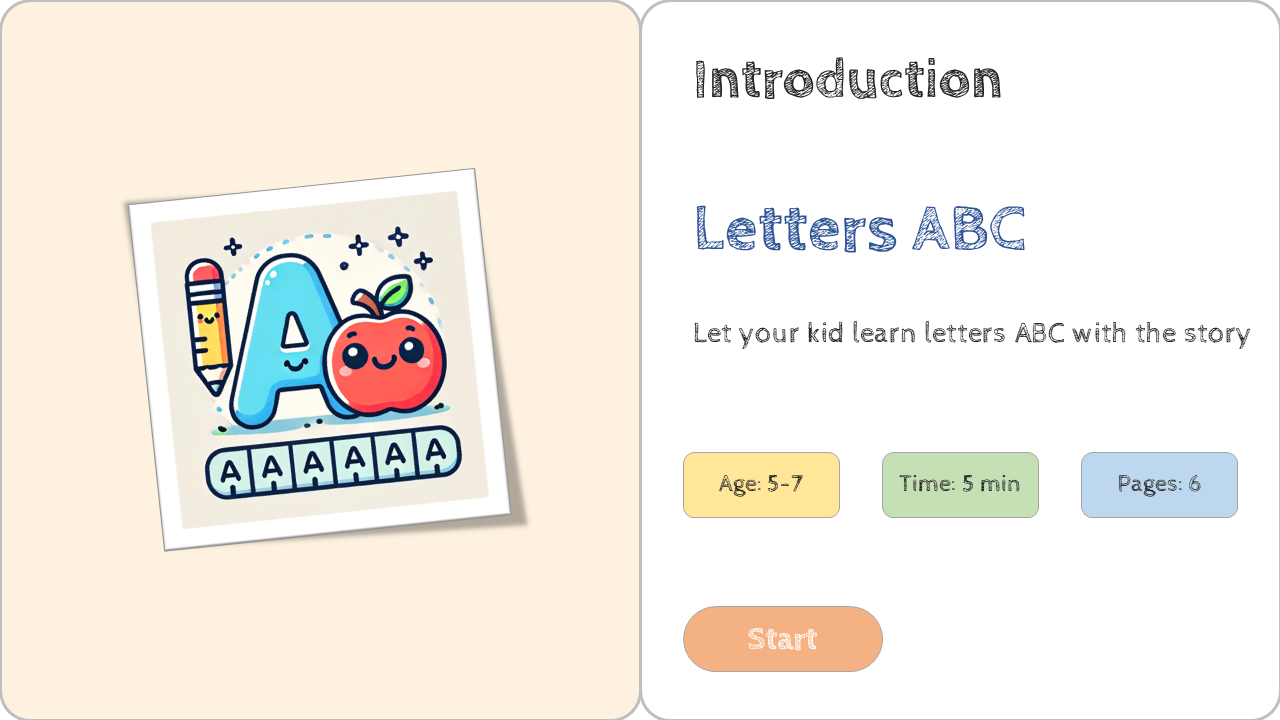 A
A A A A A A
Introduction
Letters ABC
Let your kid learn letters ABC with the story
Age: 5-7
Time: 5 min
Pages: 6
Start